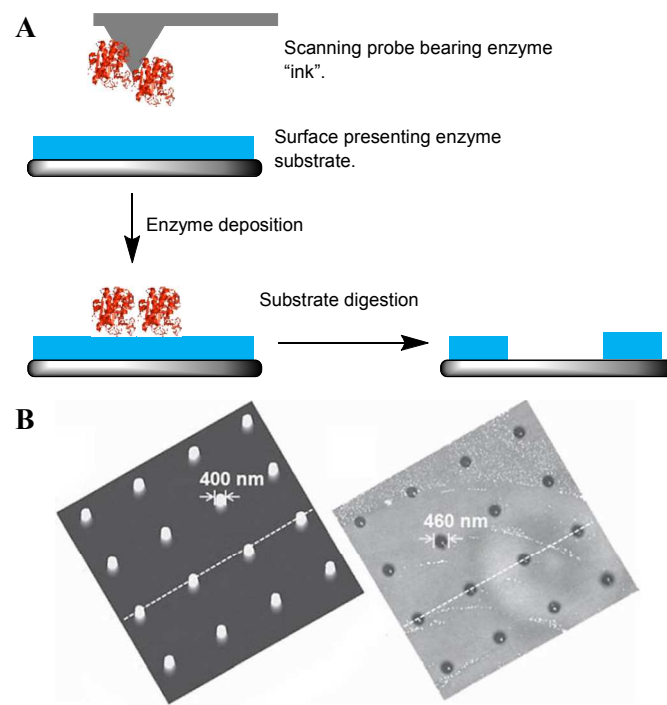 A
Scanning probe bearing enzyme
“ink”.
Surface presenting enzyme
substrate.
Enzyme deposition
Substrate digestion
B
400 nm
460 nm